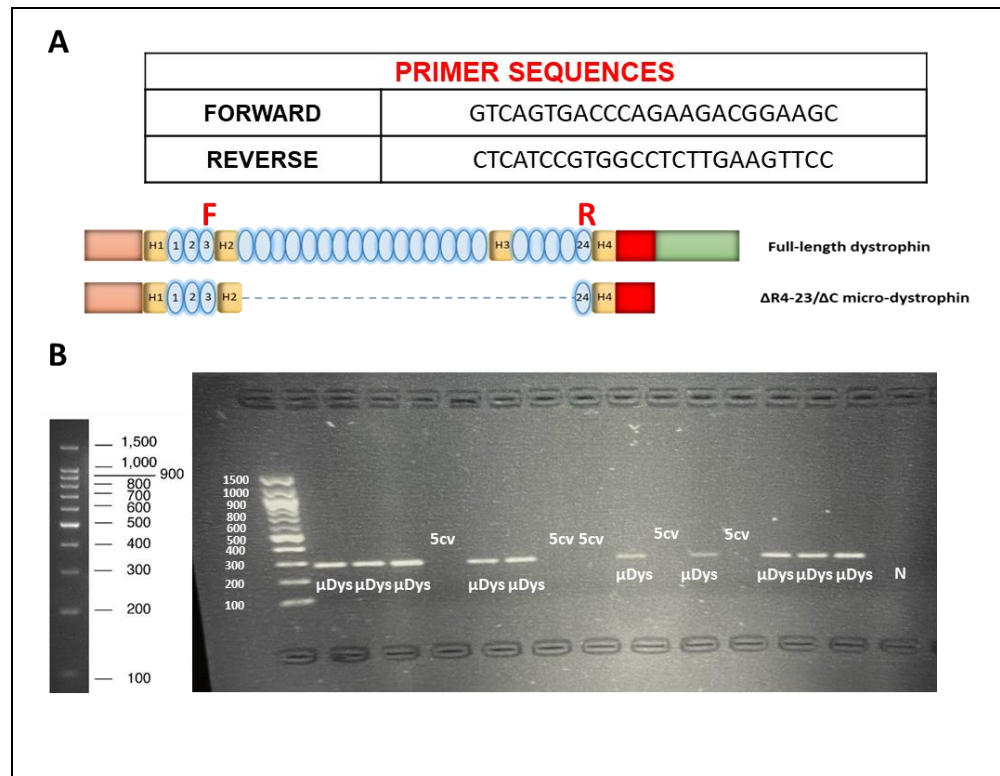 A
PRIMER SEQUENCES
FORWARD GTCAGTGACCCAGAAGACGGAAGC
REVERSE CTCATCCGTGGCCTCTTGAAGTTCC
F R
H1 1 2 3 H2 H3 24 H4 Full-length dystrophin
H1 1 2 3 H2 24 H4 ΔR4-23/ΔC micro-dystrophin
B
1,500
1,000
900
800
700
600
500
400
300
200
100
1500
1000
900
800
600
500
400
300
200
100
5cv 5cv 5cv 5cv 5cv
μDys μDys μDys μDys μDys μDys μDys μDys μDys μDys N